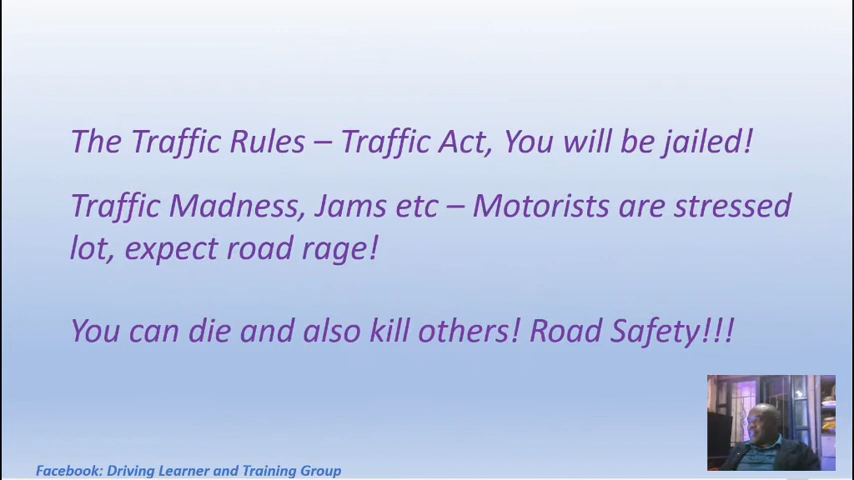 The Traffic Rules – Traffic Act, You will be jailed!
Traffic Madness, Jams etc – Motorists are stressed
lot, expect road rage!
You can die and also kill others! Road Safety!!!
Facebook: Driving Learner and Training Group